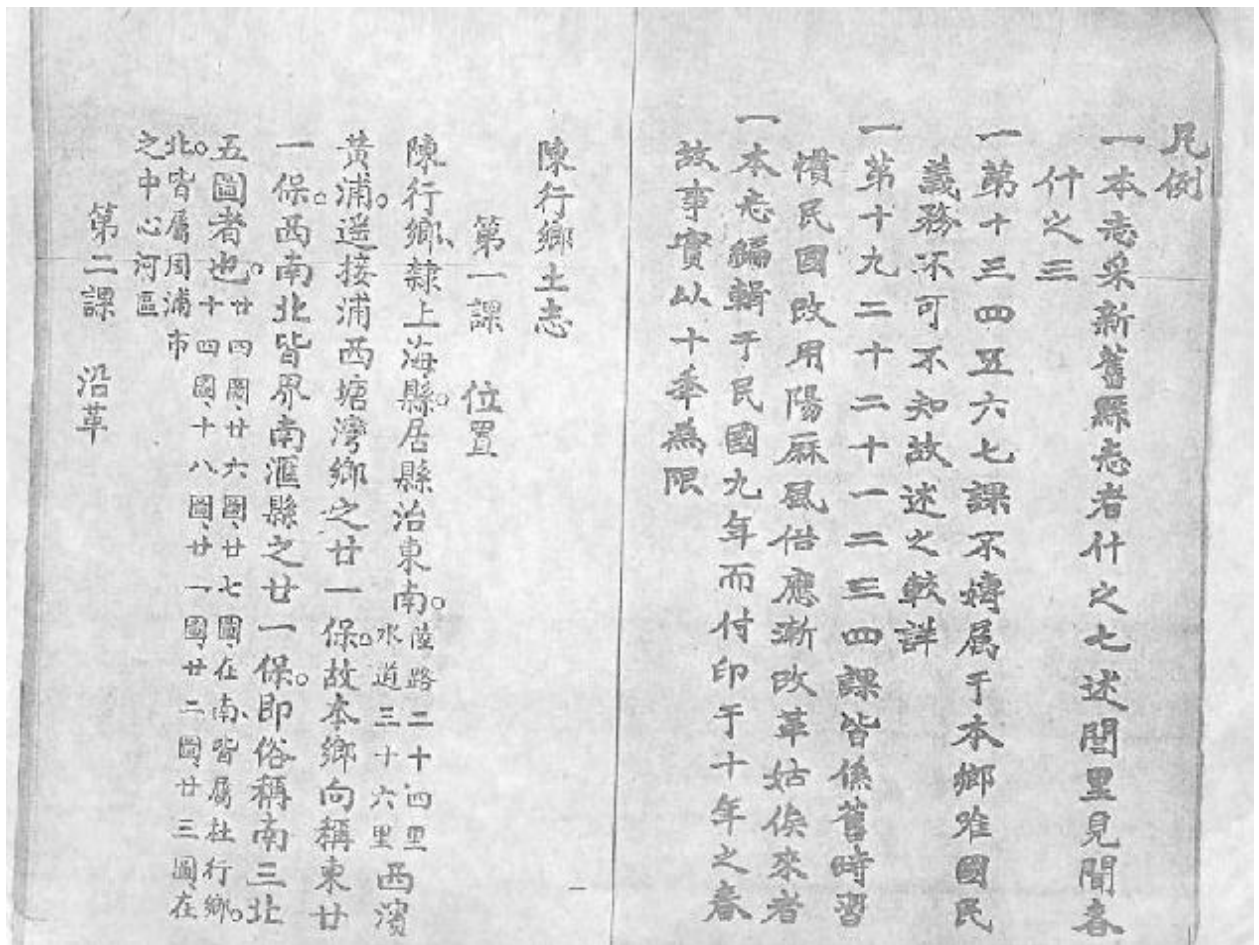 凡例
一本志采新舊縣志者什之七述閭里見聞者
什之三
一第十三四五六七課不嫥属于本鄉唯國民
義務不可不知故述之較詳
一第十九二十二十一二三四課皆係舊時習
慣民國改用陽厤風俗應漸改革姑俟來者
一本志編輯于民國九年而付印于十年之春
故事實以十年為限
陳行鄉土志
第一課 位置
陳行鄉、隸上海縣。居縣治東南。陸路二十四里水道三十六里西濱
黃浦。遥接浦西塘灣鄉之廿一保。故本鄉向稱東廿
一保。西南北皆界南滙縣之廿一保。即俗稱南三北
五圖者也。廿四圖、廿六圖、廿七圖、在南、皆屬杜行鄉。
十四圖、十八圖、廿一圖、廿二圖、廿三圖、在
北。皆屬周浦市
之中心河區
第二課 沿革
一